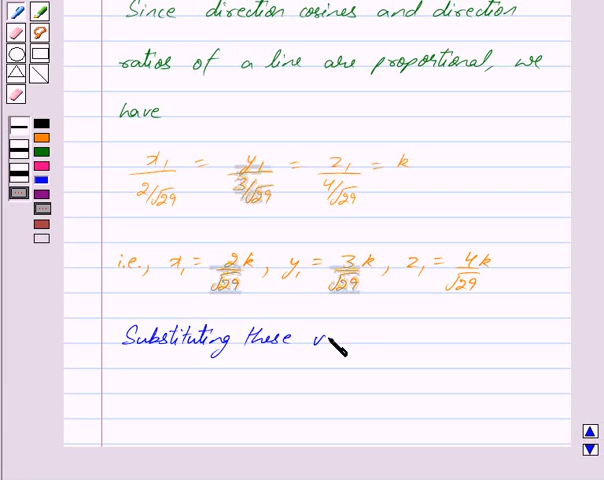 Since direction cosines and direction
ratios of a line are proportional, we
have
x₁/(2/√29) = y₁/(3/√29) = z₁/(4/√29) = k
i.e., x₁ = 2k/√29, y₁ = 3k/√29, z₁ = 4k/√29
Substituting these v